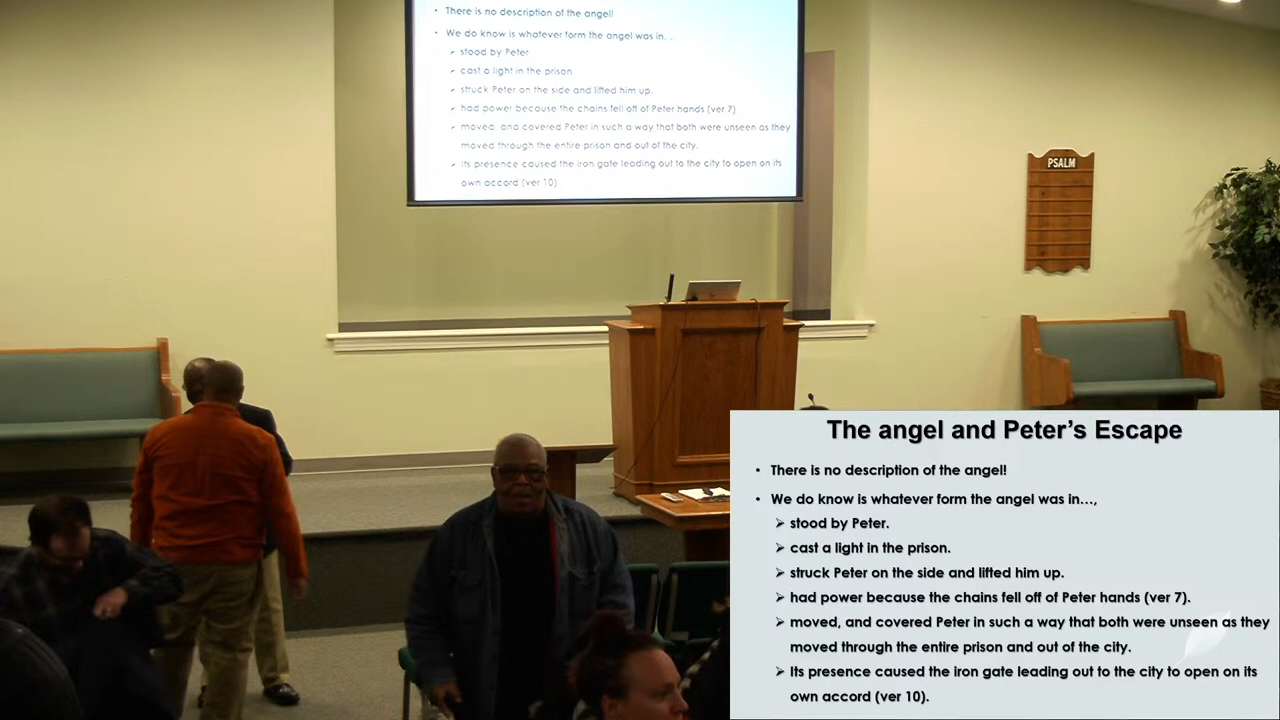 • There is no description of the angel!
• We do know is whatever form the angel was in...
➢ stood by Peter
➢ cast a light in the prison
➢ struck Peter on the side and lifted him up.
➢ had power because the chains fell off of Peter hands (ver 7)
➢ moved, and covered Peter in such a way that both were unseen as they
moved through the entire prison and out of the city.
➢ Its presence caused the iron gate leading out to the city to open on its
own accord (ver 10)
PSALM
The angel and Peter’s Escape
• There is no description of the angel!
• We do know is whatever form the angel was in…,
➢ stood by Peter.
➢ cast a light in the prison.
➢ struck Peter on the side and lifted him up.
➢ had power because the chains fell off of Peter hands (ver 7).
➢ moved, and covered Peter in such a way that both were unseen as they
moved through the entire prison and out of the city.
➢ Its presence caused the iron gate leading out to the city to open on its
own accord (ver 10).